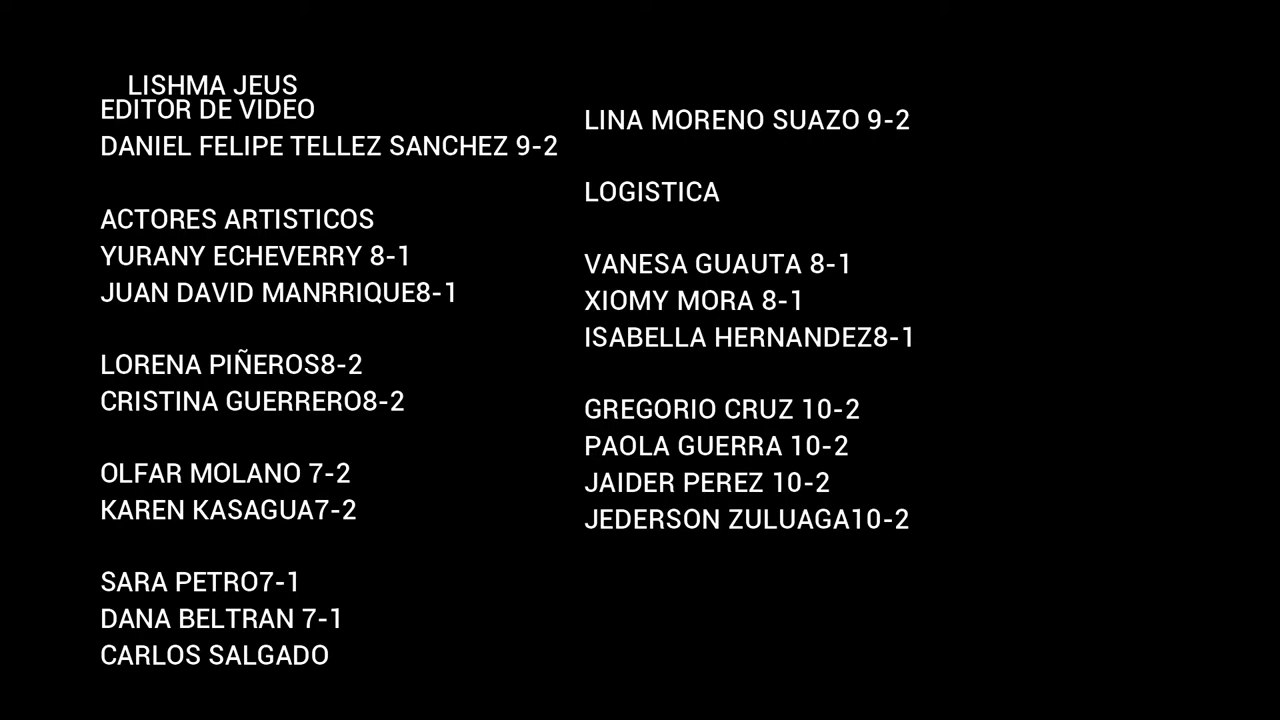 LISHMA JEUS
EDITOR DE VIDEO
DANIEL FELIPE TELLEZ SANCHEZ 9-2
ACTORES ARTISTICOS
YURANY ECHEVERRY 8-1
JUAN DAVID MANRRIQUE8-1
LORENA PIÑEROS8-2
CRISTINA GUERRERO8-2
OLFAR MOLANO 7-2
KAREN KASAGUA7-2
SARA PETRO7-1
DANA BELTRAN 7-1
CARLOS SALGADO
LINA MORENO SUAZO 9-2
LOGISTICA
VANESA GUAUTA 8-1
XIOMY MORA 8-1
ISABELLA HERNANDEZ8-1
GREGORIO CRUZ 10-2
PAOLA GUERRA 10-2
JAIDER PEREZ 10-2
JEDERSON ZULUAGA10-2